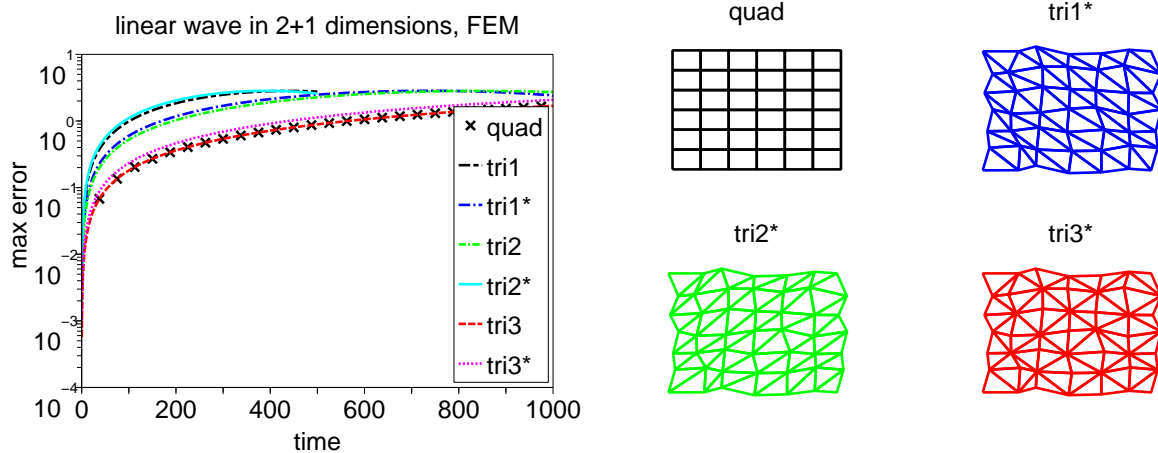 linear wave in 2+1 dimensions, FEM
10 1
10 0
10 −1
10 −2
10 −3
10 −4
max error
0 200 400 600 800 1000
time
quad
tri1
tri1*
tri2
tri2*
tri3
tri3*
quad
tri1*
tri2*
tri3*